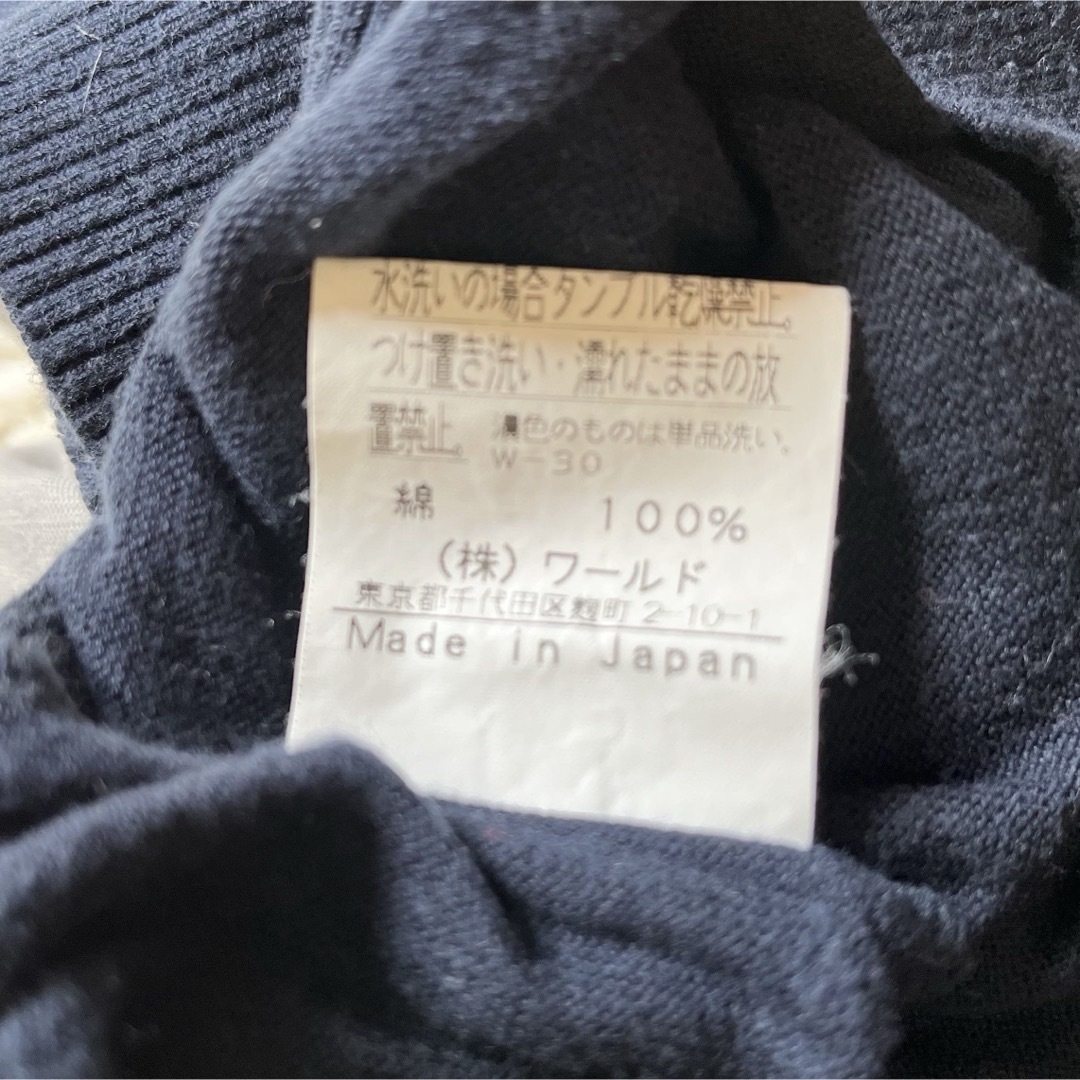 水洗いの場合タンブル乾燥禁止。
つけ置き洗い・濡れたままの放
置禁止。 濃色のものは単品洗い。
W-30
綿 100%
(株)ワールド
東京都千代田区麹町2-10-1
Made in Japan